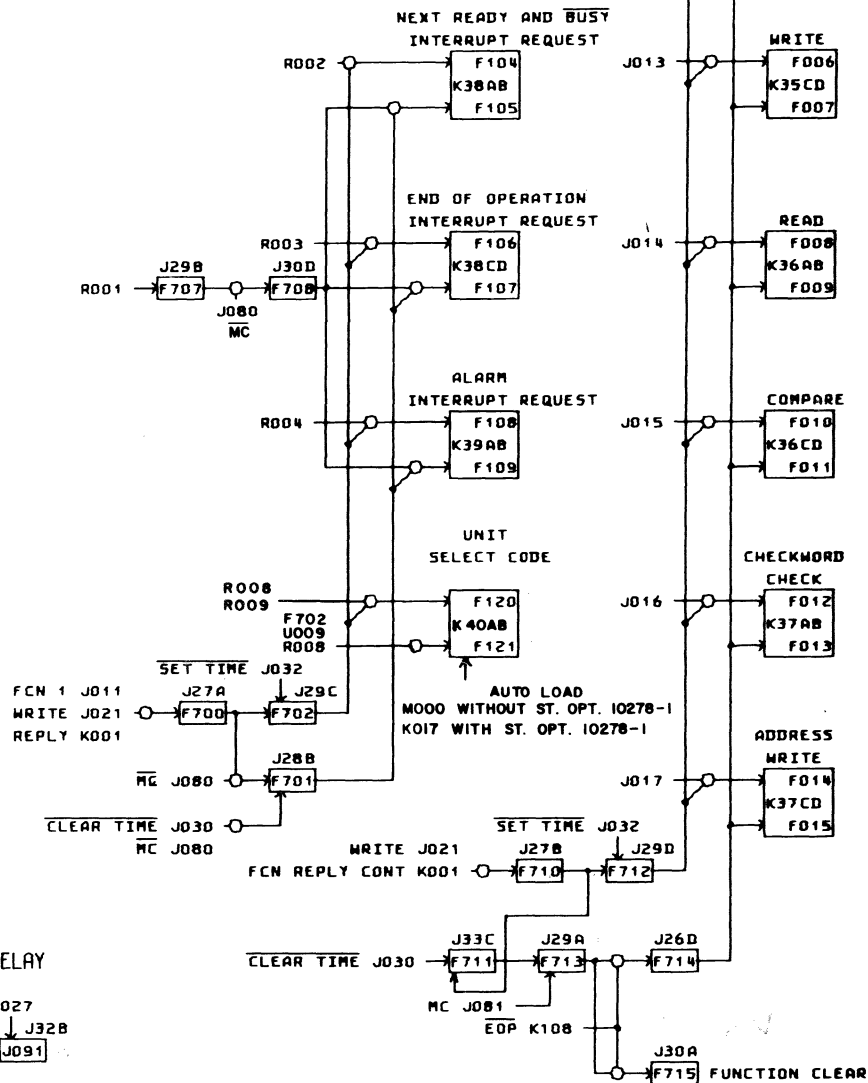 NEXT READY AND BUSY
INTERRUPT REQUEST
R002
F104
K38AB
F105
END OF OPERATION
INTERRUPT REQUEST
R003
F106
K38CD
F107
J29B
J30D
R001
F707
F708
J080
MC
ALARM
INTERRUPT REQUEST
R004
F108
K39AB
F109
UNIT
SELECT CODE
R008
R009
F120
F702
U009
R008
K40AB
F121
AUTO LOAD
M000 WITHOUT ST. OPT. 10278-1
K017 WITH ST. OPT. 10278-1
SET TIME J032
FCN 1 J011
J27A
J29C
WRITE J021
F700
F702
REPLY K001
J28B
MC J080
F701
CLEAR TIME J030
MC J080
WRITE
J013
F006
K35CD
F007
READ
J014
F008
K36AB
F009
COMPARE
J015
F010
K36CD
F011
CHECKWORD
CHECK
J016
F012
K37AB
F013
ADDRESS
WRITE
J017
F014
K37CD
F015
SET TIME J032
WRITE J021
J27B
J29D
FCN REPLY CONT K001
F710
F712
J33C
J29A
J26D
CLEAR TIME J030
F711
F713
F714
MC J081
EOP K108
J30A
F715
FUNCTION CLEAR
ELAY
027
J32B
J091